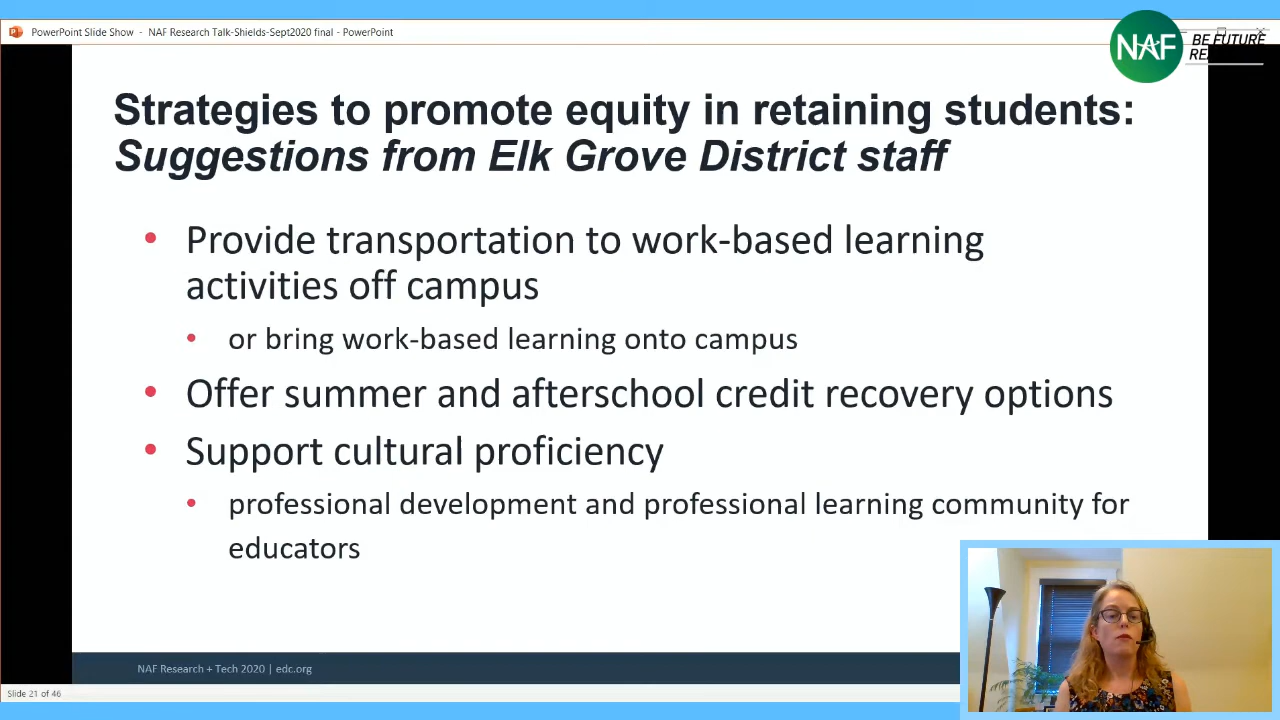 PowerPoint Slide Show - NAF Research Talk-Shields-Sept2020 final - PowerPoint
NAF
BE FUTURE
RE
Strategies to promote equity in retaining students:
Suggestions from Elk Grove District staff
• Provide transportation to work-based learning
activities off campus
• or bring work-based learning onto campus
• Offer summer and afterschool credit recovery options
• Support cultural proficiency
• professional development and professional learning community for
educators
NAF Research + Tech 2020 | edc.org
Slide 21 of 46